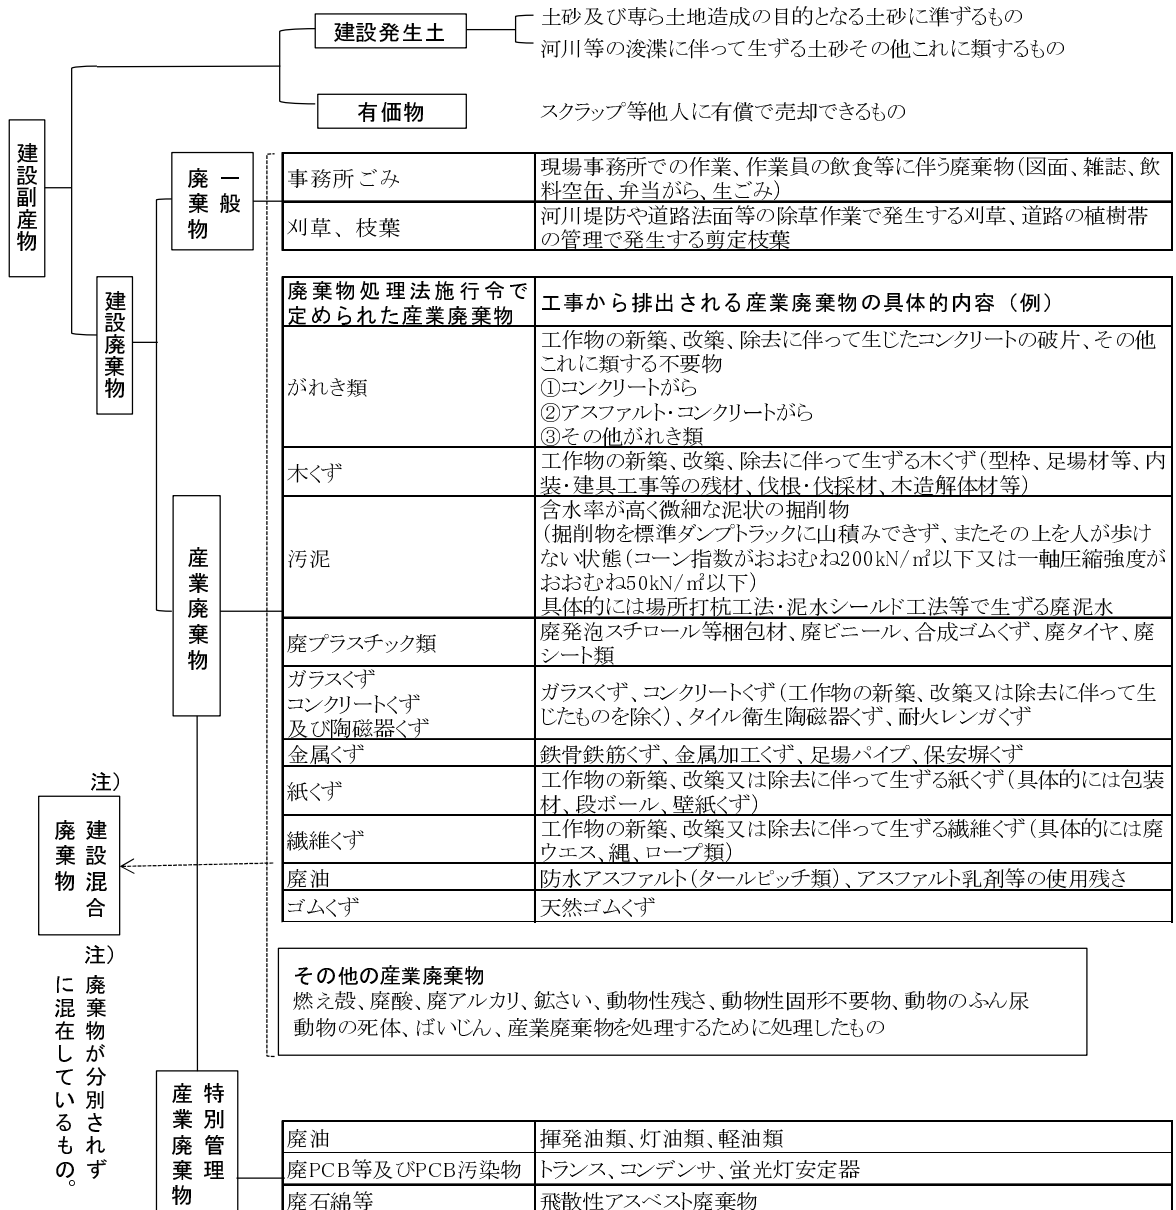 建設発生土
土砂及び専ら土地造成の目的となる土砂に準ずるもの
河川等の浚渫に伴って生ずる土砂その他これに類するもの
有価物
スクラップ等他人に有償で売却できるもの
建設副産物
一般
廃棄物
事務所ごみ
現場事務所での作業、作業員の飲食等に伴う廃棄物(図面、雑誌、飲
料空缶、弁当がら、生ごみ)
刈草、枝葉
河川堤防や道路法面等の除草作業で発生する刈草、道路の植樹帯
の管理で発生する剪定枝葉
建設廃棄物
廃棄物処理法施行令で
定められた産業廃棄物
工事から排出される産業廃棄物の具体的内容(例)
がれき類
工作物の新築、改築、除去に伴って生じたコンクリートの破片、その他
これに類する不要物
①コンクリートがら
②アスファルト・コンクリートがら
③その他がれき類
木くず
工作物の新築、改築、除去に伴って生ずる木くず(型枠、足場材等、内
装・建具工事等の残材、伐根・伐採材、木造解体材等)
産業廃棄物
汚泥
含水率が高く微細な泥状の掘削物
(掘削物を標準ダンプトラックに山積みできず、またその上を人が歩け
ない状態(コーン指数がおおむね200kN/㎡以下又は一軸圧縮強度が
おおむね50kN/㎡以下)
具体的には場所打杭工法・泥水シールド工法等で生ずる廃泥水
廃プラスチック類
廃発泡スチロール等梱包材、廃ビニール、合成ゴムくず、廃タイヤ、廃
シート類
ガラスくず
コンクリートくず
及び陶磁器くず
ガラスくず、コンクリートくず(工作物の新築、改築又は除去に伴って生
じたものを除く)、タイル衛生陶磁器くず、耐火レンガくず
金属くず
鉄骨鉄筋くず、金属加工くず、足場パイプ、保安塀くず
紙くず
工作物の新築、改築又は除去に伴って生ずる紙くず(具体的には包装
材、段ボール、壁紙くず)
繊維くず
工作物の新築、改築又は除去に伴って生ずる繊維くず(具体的には廃
ウエス、縄、ロープ類)
廃油
防水アスファルト(タールピッチ類)、アスファルト乳剤等の使用残さ
ゴムくず
天然ゴムくず
注)
建設混合
廃棄物
注)
廃棄物が分別されず
に混在しているもの。
その他の産業廃棄物
燃え殻、廃酸、廃アルカリ、鉱さい、動物性残さ、動物性固形不要物、動物のふん尿
動物の死体、ばいじん、産業廃棄物を処理するために処理したもの
特別管理
産業廃棄物
廃油
揮発油類、灯油類、軽油類
廃PCB等及びPCB汚染物
トランス、コンデンサ、蛍光灯安定器
廃石綿等
飛散性アスベスト廃棄物